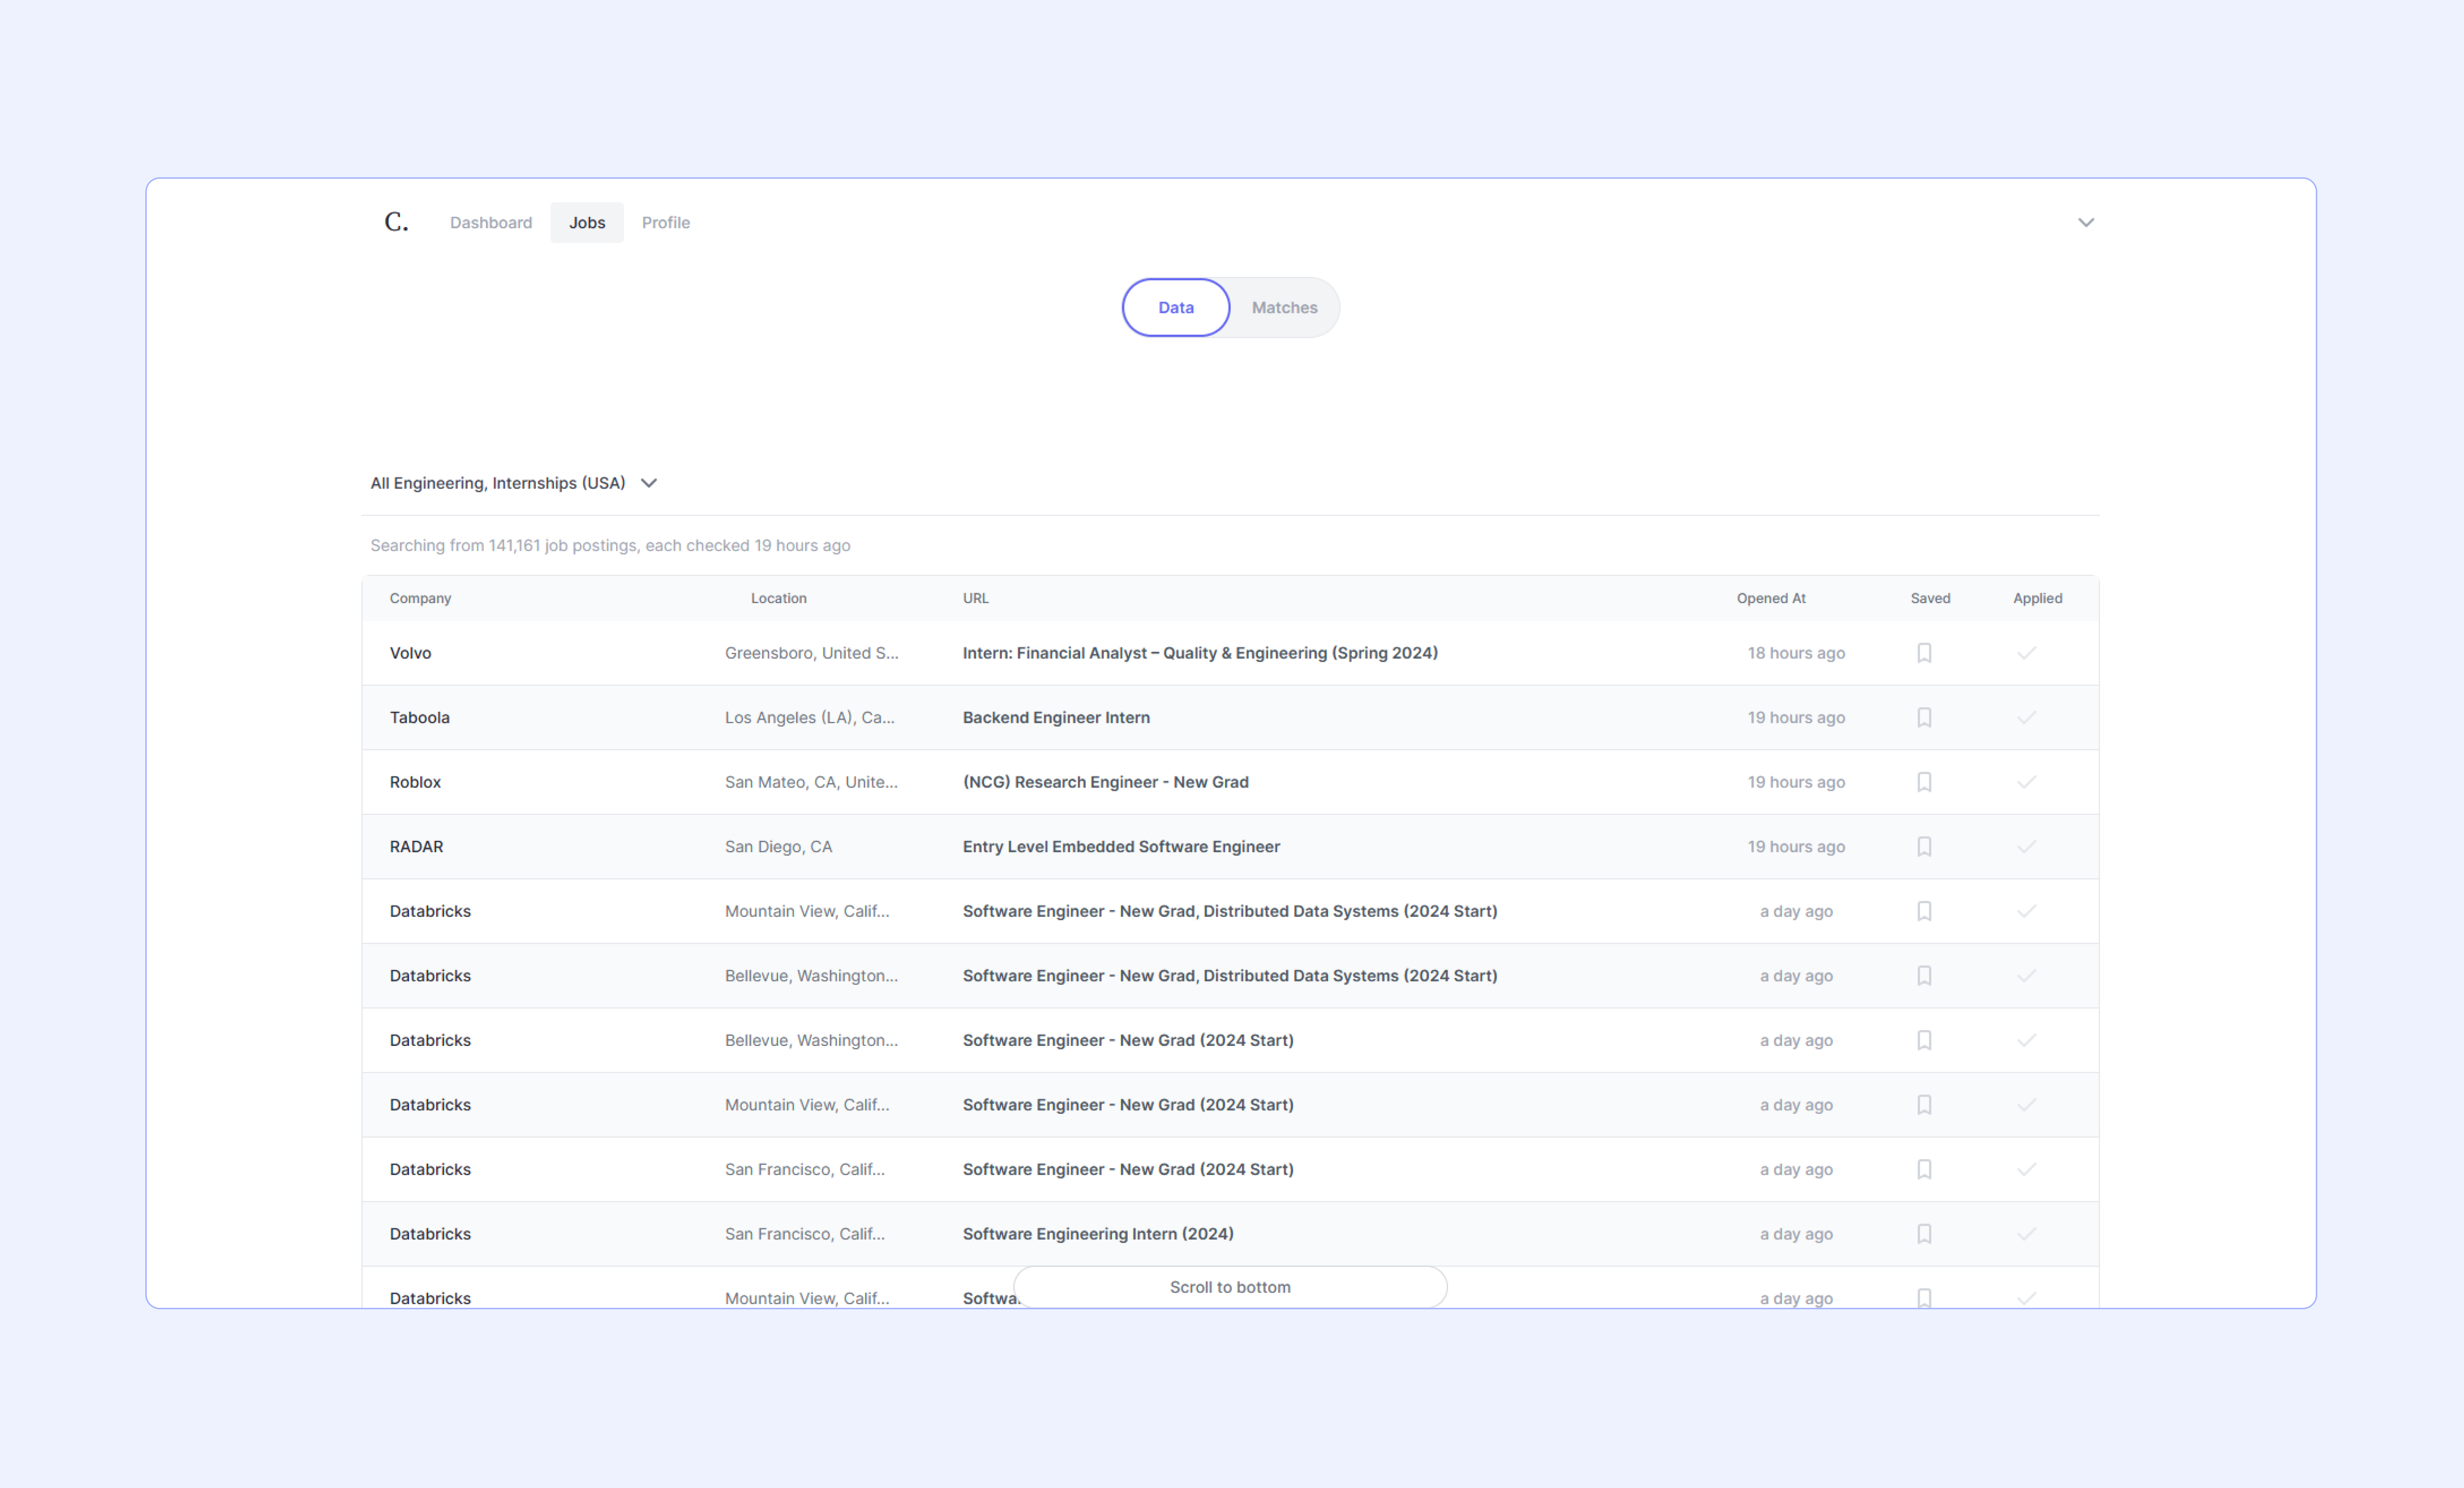 C. Dashboard Jobs Profile
Data Matches
All Engineering, Internships (USA)
Searching from 141,161 job postings, each checked 19 hours ago
Company Location URL Opened At Saved Applied
Volvo Greensboro, United S... Intern: Financial Analyst – Quality & Engineering (Spring 2024) 18 hours ago
Taboola Los Angeles (LA), Ca... Backend Engineer Intern 19 hours ago
Roblox San Mateo, CA, Unite... (NCG) Research Engineer - New Grad 19 hours ago
RADAR San Diego, CA Entry Level Embedded Software Engineer 19 hours ago
Databricks Mountain View, Calif... Software Engineer - New Grad, Distributed Data Systems (2024 Start) a day ago
Databricks Bellevue, Washington... Software Engineer - New Grad, Distributed Data Systems (2024 Start) a day ago
Databricks Bellevue, Washington... Software Engineer - New Grad (2024 Start) a day ago
Databricks Mountain View, Calif... Software Engineer - New Grad (2024 Start) a day ago
Databricks San Francisco, Calif... Software Engineer - New Grad (2024 Start) a day ago
Databricks San Francisco, Calif... Software Engineering Intern (2024) a day ago
Databricks Mountain View, Calif... a day ago
Scroll to bottom